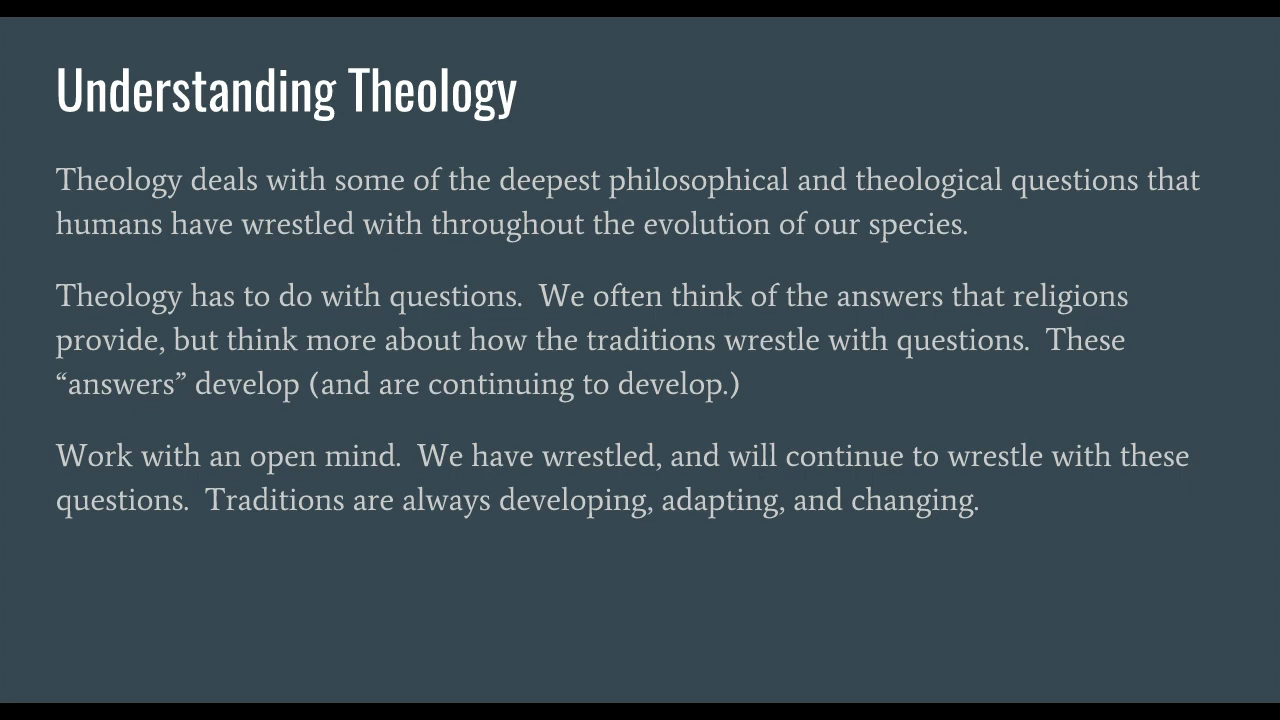 Understanding Theology
Theology deals with some of the deepest philosophical and theological questions that
humans have wrestled with throughout the evolution of our species.
Theology has to do with questions.  We often think of the answers that religions
provide, but think more about how the traditions wrestle with questions.  These
“answers” develop (and are continuing to develop.)
Work with an open mind.  We have wrestled, and will continue to wrestle with these
questions.  Traditions are always developing, adapting, and changing.